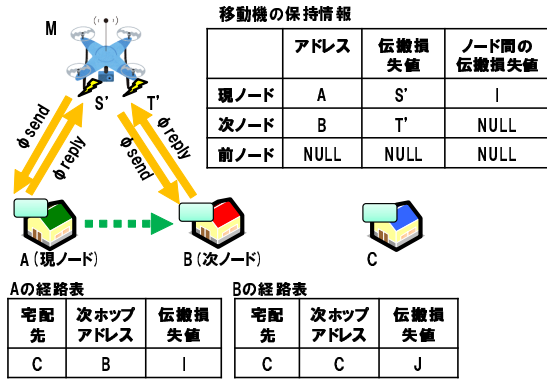 移動機の保持情報
アドレス 伝搬損失値 ノード間の伝搬損失値
現ノード A S' I
次ノード B T' NULL
前ノード NULL NULL NULL
M
S' T'
φsend
φreply
φsend
φreply
A(現ノード) B(次ノード) C
Aの経路表
宅配先 次ホップアドレス 伝搬損失値
C B I
Bの経路表
宅配先 次ホップアドレス 伝搬損失値
C C J